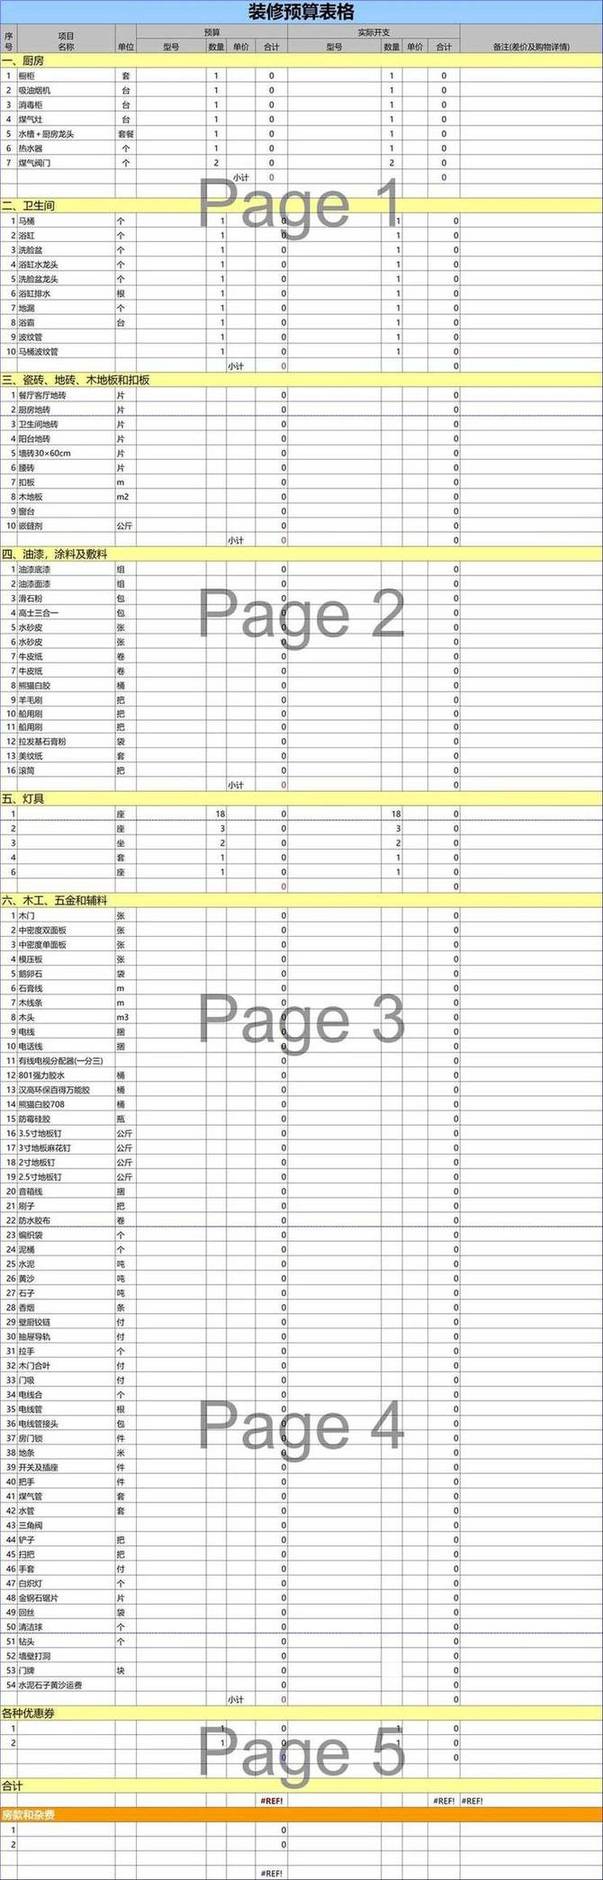 装修预算表格
序号 项目名称 单位 预算 实际开支 备注(差价及购物详情)
型号 数量 单价 合计 型号 数量 单价 合计
一、厨房
1 橱柜 套 1 0 1 0
2 吸油烟机 台 1 0 1 0
3 消毒柜 台 1 0 1 0
4 煤气灶 台 1 0 1 0
5 水槽+厨房龙头 套餐 1 0 1 0
6 热水器 个 1 0 1 0
7 煤气阀门 个 2 0 2 0
小计 0 0
Page 1
二、卫生间
1 马桶 个 1 0 1 0
2 浴缸 个 1 0 1 0
3 洗脸盆 个 1 0 1 0
4 浴缸水龙头 个 1 0 1 0
5 洗脸盆龙头 个 1 0 1 0
6 浴缸排水 根 1 0 1 0
7 地漏 个 1 0 1 0
8 浴霸 台 1 0 1 0
9 波纹管 1 0 1 0
10 马桶波纹管 1 0 1 0
小计 0 0
三、瓷砖、地砖、木地板和扣板
1 餐厅客厅地砖 片 0 0
2 厨房地砖 片 0 0
3 卫生间地砖 片 0 0
4 阳台地砖 片 0 0
5 墙砖30×60cm 片 0 0
6 腰砖 片 0 0
7 扣板 m 0 0
8 木地板 m2 0 0
9 窗台 0 0
10 嵌缝剂 公斤 0 0
小计 0 0
四、油漆，涂料及敷料
1 油漆底漆 组 0 0
2 油漆面漆 组 0 0
3 滑石粉 包 0 0
Page 2
4 高士三合一 包 0 0
5 水砂皮 张 0 0
6 水砂皮 张 0 0
7 牛皮纸 卷 0 0
7 牛皮纸 卷 0 0
8 熊猫白胶 桶 0 0
9 羊毛刷 把 0 0
10 船用刷 把 0 0
11 船用刷 把 0 0
12 拉发基石膏粉 袋 0 0
13 美纹纸 套 0 0
16 滚筒 把 0 0
小计 0 0
五、灯具
1 座 18 0 18 0
2 座 3 0 3 0
3 坐 2 0 2 0
4 套 1 0 1 0
6 座 1 0 1 0
0 0
六、木工、五金和辅料
1 木门 张 0 0
2 中密度双面板 张 0 0
3 中密度单面板 张 0 0
4 模压板 张 0 0
5 鹅卵石 袋 0 0
6 石膏线 m 0 0
7 木线条 m 0 0
8 木头 m3 0 0
Page 3
9 电线 捆 0 0
10 电话线 捆 0 0
11 有线电视分配器(一分三) 0 0
12 801强力胶水 桶 0 0
13 汉高环保百得万能胶 桶 0 0
14 熊猫白胶708 桶 0 0
15 防霉硅胶 瓶 0 0
16 3.5寸地板钉 公斤 0 0
17 3寸地板麻花钉 公斤 0 0
18 2寸地板钉 公斤 0 0
19 2.5寸地板钉 公斤 0 0
20 音箱线 捆 0 0
21 刷子 把 0 0
22 防水胶布 卷 0 0
23 编织袋 个 0 0
24 泥桶 个 0 0
25 水泥 吨 0 0
26 黄沙 吨 0 0
27 石子 吨 0 0
28 香烟 条 0 0
29 壁厨铰链 付 0 0
30 抽屉导轨 付 0 0
31 拉手 个 0 0
32 木门合叶 付 0 0
33 门吸 付 0 0
34 电线合 个 0 0
35 电线管 根 0 0
36 电线管接头 包 0 0
Page 4
37 房门锁 件 0 0
38 地条 米 0 0
39 开关及插座 件 0 0
40 把手 件 0 0
41 煤气管 套 0 0
42 水管 套 0 0
43 三角阀 0 0
44 铲子 把 0 0
45 扫把 把 0 0
46 手套 付 0 0
47 白炽灯 个 0 0
48 金钢石锯片 片 0 0
49 回丝 袋 0 0
50 清洁球 个 0 0
51 钻头 个 0 0
52 墙壁打洞 0 0
53 门牌 块 0 0
54 水泥石子黄沙运费 0 0
小计 0 0
各种优惠券
1 1 0 1 0
2 1 0 1 0
0 0
Page 5
合计
#REF! #REF! #REF!
房款和杂费
1 0
2 0
#REF!